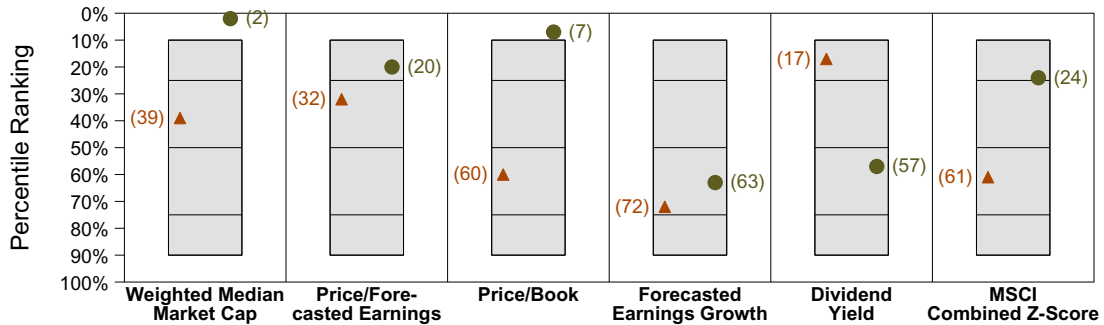 Percentile Ranking
0%
10%
20%
30%
40%
50%
60%
70%
80%
90%
100%
(2)
(39)
(20)
(32)
(7)
(60)
(63)
(72)
(17)
(57)
(24)
(61)
Weighted Median
Market Cap
Price/Fore-
casted Earnings
Price/Book
Forecasted
Earnings Growth
Dividend
Yield
MSCI
Combined Z-Score